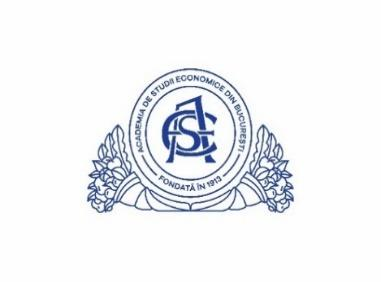 ACADEMIA DE STUDII ECONOMICE DIN BUCUREȘTI
ASE
FONDATĂ ÎN 1913